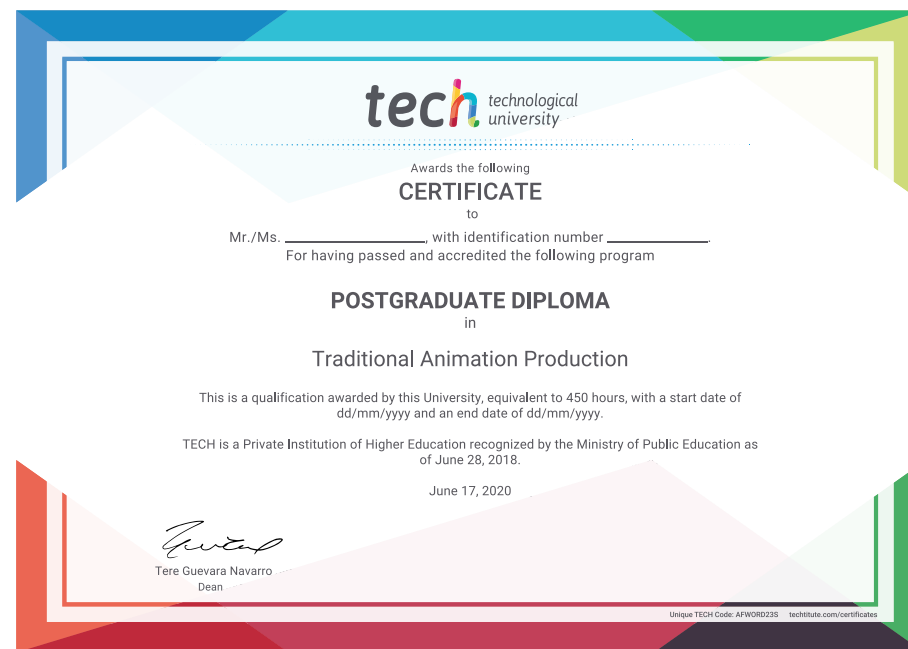 tech technological
university
Awards the following
CERTIFICATE
to
Mr./Ms. ____________________, with identification number ______________.
For having passed and accredited the following program
POSTGRADUATE DIPLOMA
in
Traditional Animation Production
This is a qualification awarded by this University, equivalent to 450 hours, with a start date of
dd/mm/yyyy and an end date of dd/mm/yyyy.
TECH is a Private Institution of Higher Education recognized by the Ministry of Public Education as
of June 28, 2018.
June 17, 2020
Tere Guevara Navarro
Dean
Unique TECH Code: AFWORD23S techtitute.com/certificates